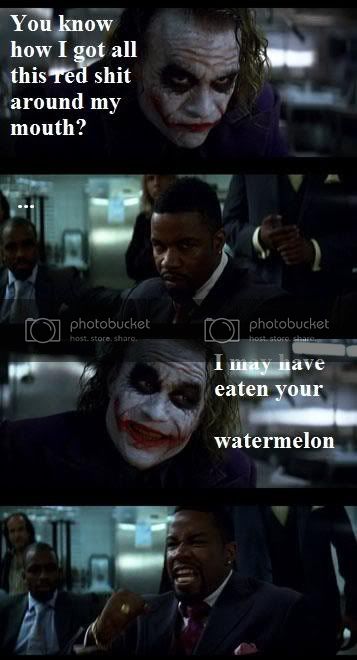 You know
how I got all
this red shit
around my
mouth?
...
photobucket
host. store. share.
photobucket
host. store. share.
I may have
eaten your
watermelon